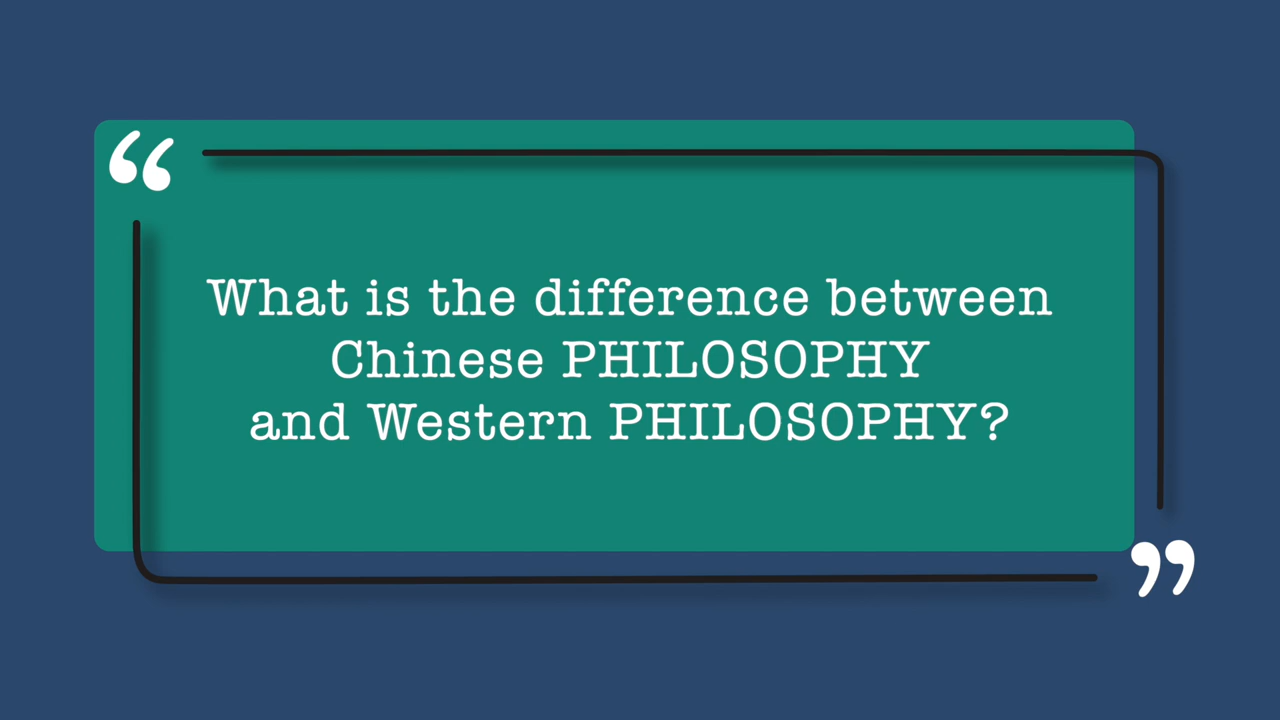 “
What is the difference between
Chinese PHILOSOPHY
and Western PHILOSOPHY?
”